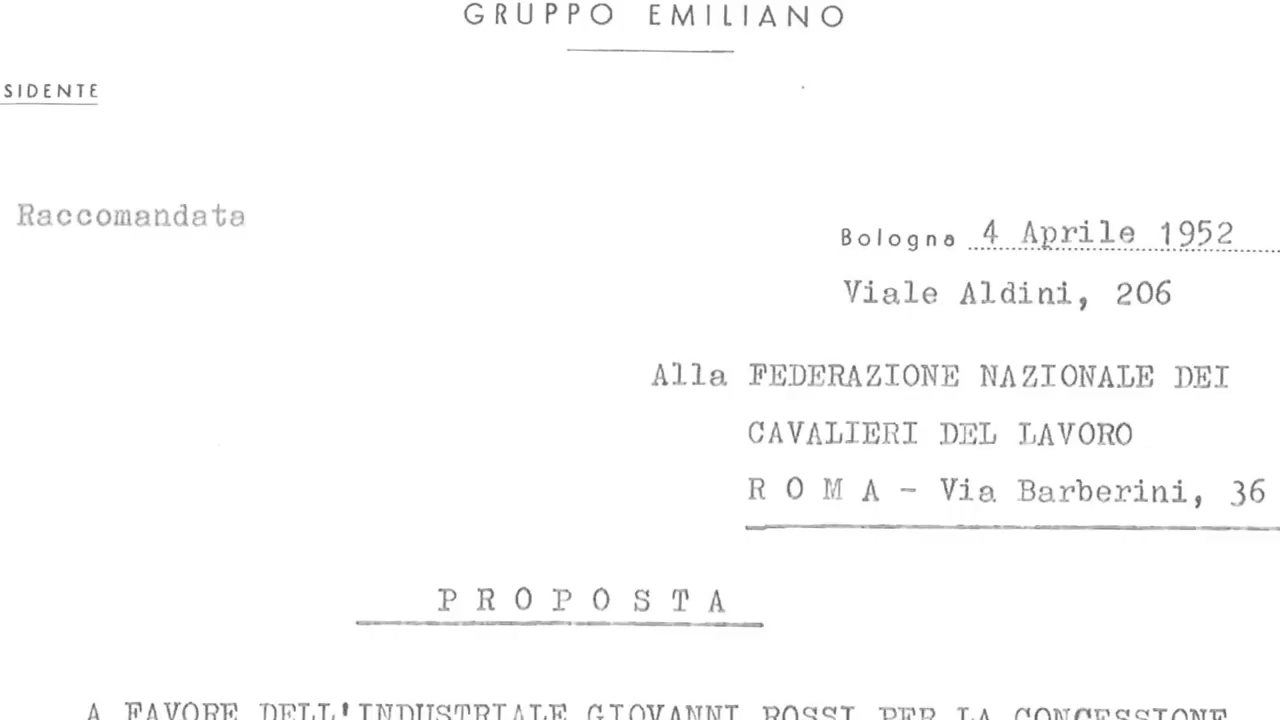 GRUPPO EMILIANO
SIDENTE
Raccomandata
Bologna 4 Aprile 1952
Viale Aldini, 206
Alla FEDERAZIONE NAZIONALE DEI
CAVALIERI DEL LAVORO
R O M A - Via Barberini, 36
P R O P O S T A
A FAVORE DELL'INDUSTRIALE GIOVANNI ROSSI PER LA CONCESSIONE